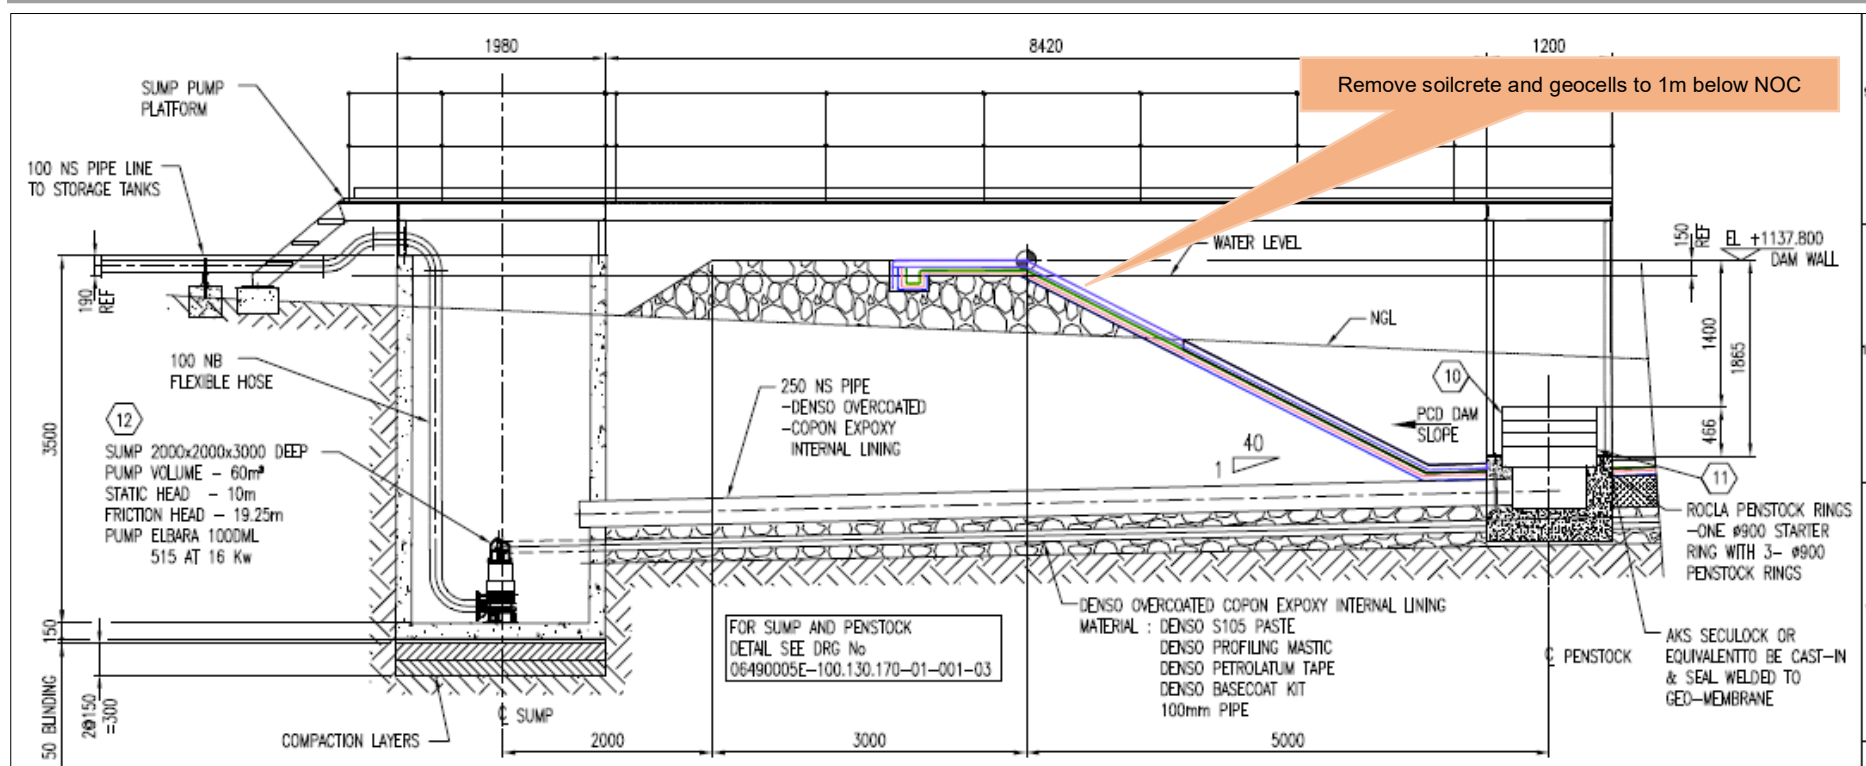 1980
8420
1200
Remove soilcrete and geocells to 1m below NOC
SUMP PUMP
PLATFORM
100 NS PIPE LINE
TO STORAGE TANKS
WATER LEVEL
150
REF
EL +1137.800
DAM WALL
190
REF
NGL
1400
1865
466
100 NB
FLEXIBLE HOSE
250 NS PIPE
-DENSO OVERCOATED
-COPON EXPOXY
INTERNAL LINING
10
PCD DAM
SLOPE
40
1
11
12
3500
SUMP 2000x2000x3000 DEEP
PUMP VOLUME - 60m³
STATIC HEAD - 10m
FRICTION HEAD - 19.25m
PUMP ELBARA 100DML
515 AT 16 Kw
ROCLA PENSTOCK RINGS
-ONE ø900 STARTER
RING WITH 3- ø900
PENSTOCK RINGS
150
FOR SUMP AND PENSTOCK
DETAIL SEE DRG No
06490005E-100.130.170-01-001-03
DENSO OVERCOATED COPON EXPOXY INTERNAL LINING
MATERIAL : DENSO S105 PASTE
DENSO PROFILING MASTIC
DENSO PETROLATUM TAPE
DENSO BASECOAT KIT
100mm PIPE
℄ PENSTOCK
AKS SECULOCK OR
EQUIVALENTTO BE CAST-IN
& SEAL WELDED TO
GEO-MEMBRANE
50 BLINDING
2@150
=300
℄ SUMP
COMPACTION LAYERS
2000
3000
5000